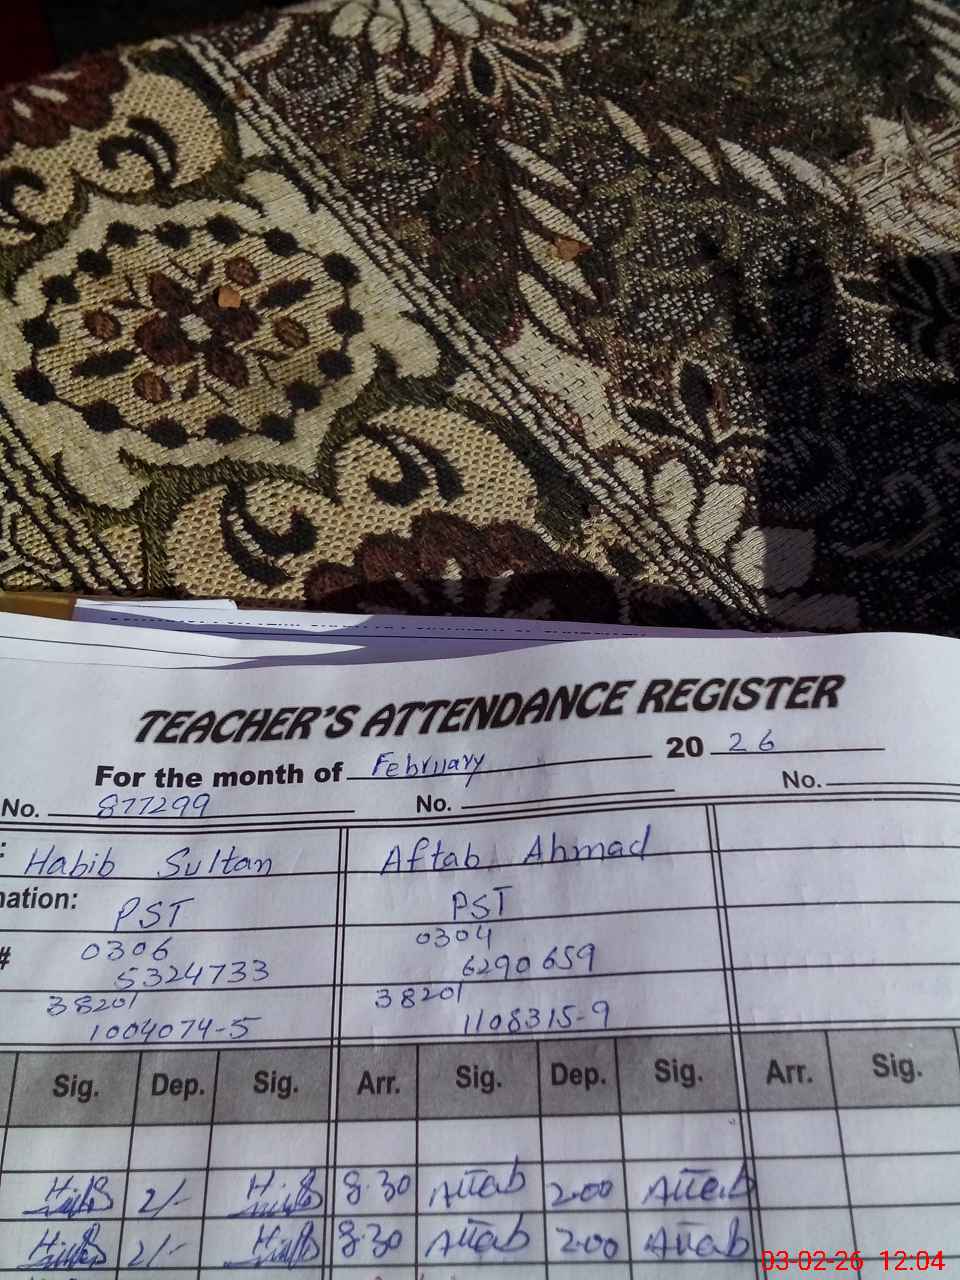 TEACHER'S ATTENDANCE REGISTER
For the month of February 20 26
No. 877299 No. No.
: Habib Sultan Aftab Ahmad
nation: PST PST
# 0306 5324733 0304 6290659
38201 1004074-5 38201 1108315-9
Sig. Dep. Sig. Arr. Sig. Dep. Sig. Arr. Sig.
2/- 8.30 Aftab 2.00 Aftab
2/- 8.30 Aftab 2.00 Aftab
03-02-26 12:04